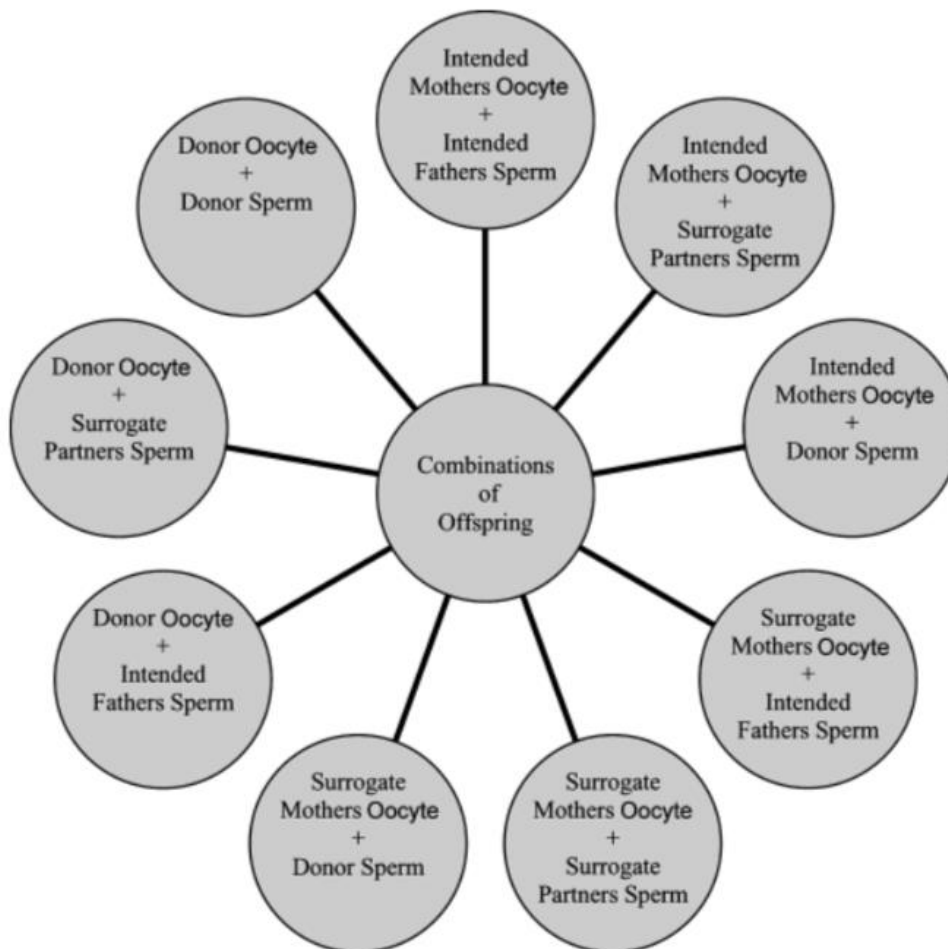 Intended
Mothers Oocyte
+
Intended
Fathers Sperm
Intended
Mothers Oocyte
+
Surrogate
Partners Sperm
Intended
Mothers Oocyte
+
Donor Sperm
Surrogate
Mothers Oocyte
+
Intended
Fathers Sperm
Surrogate
Mothers Oocyte
+
Surrogate
Partners Sperm
Surrogate
Mothers Oocyte
+
Donor Sperm
Donor Oocyte
+
Intended
Fathers Sperm
Donor Oocyte
+
Surrogate
Partners Sperm
Donor Oocyte
+
Donor Sperm
Combinations
of
Offspring